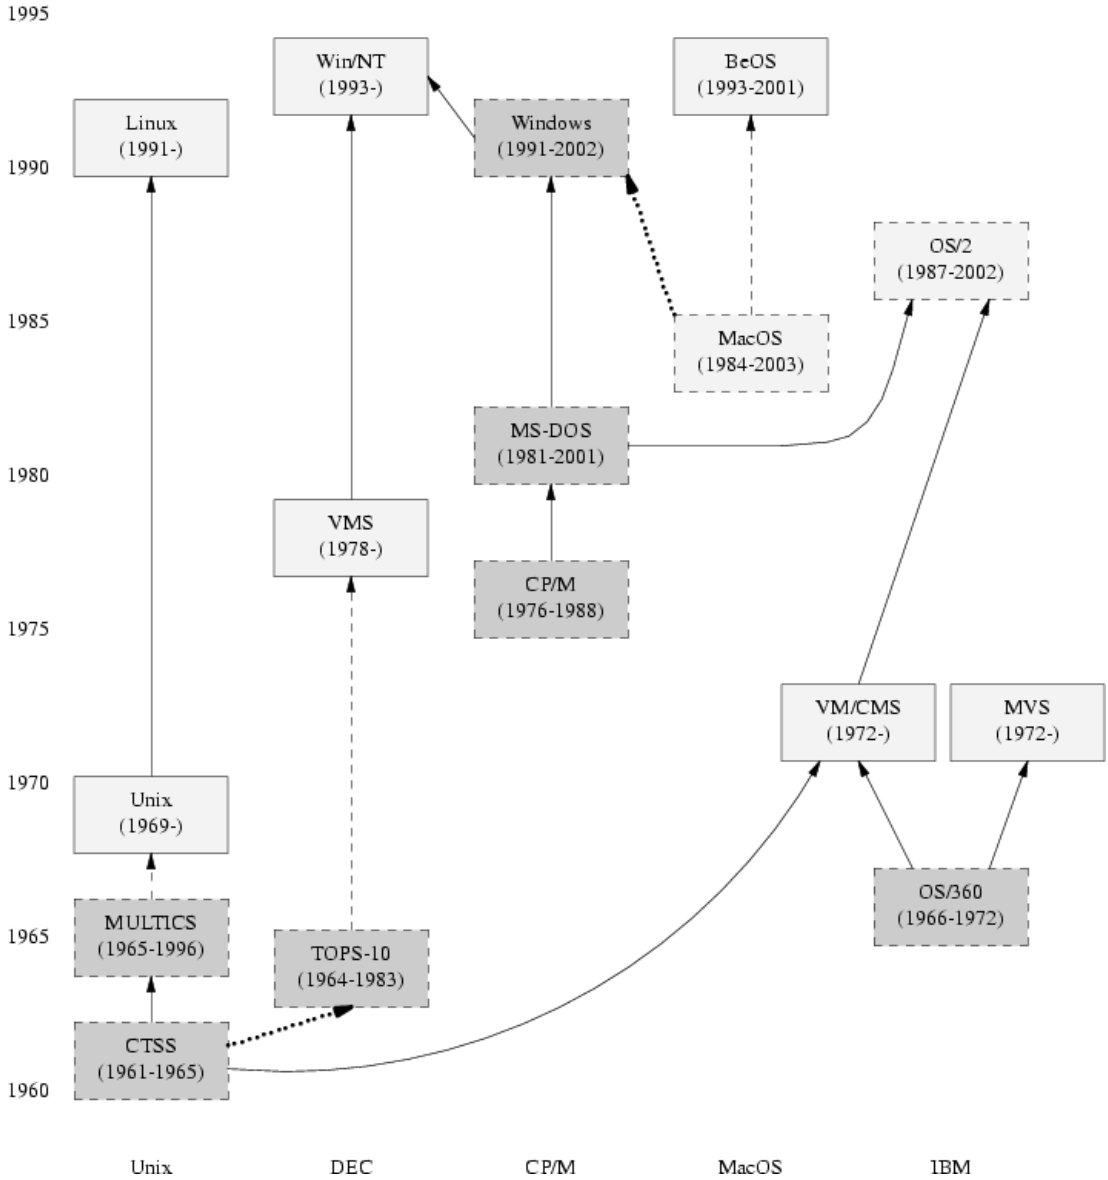 1995
Win/NT
(1993-)
BeOS
(1993-2001)
Linux
(1991-)
Windows
(1991-2002)
1990
OS/2
(1987-2002)
1985
MacOS
(1984-2003)
MS-DOS
(1981-2001)
1980
VMS
(1978-)
CP/M
(1976-1988)
1975
VM/CMS
(1972-)
MVS
(1972-)
1970
Unix
(1969-)
OS/360
(1966-1972)
MULTICS
(1965-1996)
1965
TOPS-10
(1964-1983)
CTSS
(1961-1965)
1960
Unix DEC CP/M MacOS IBM